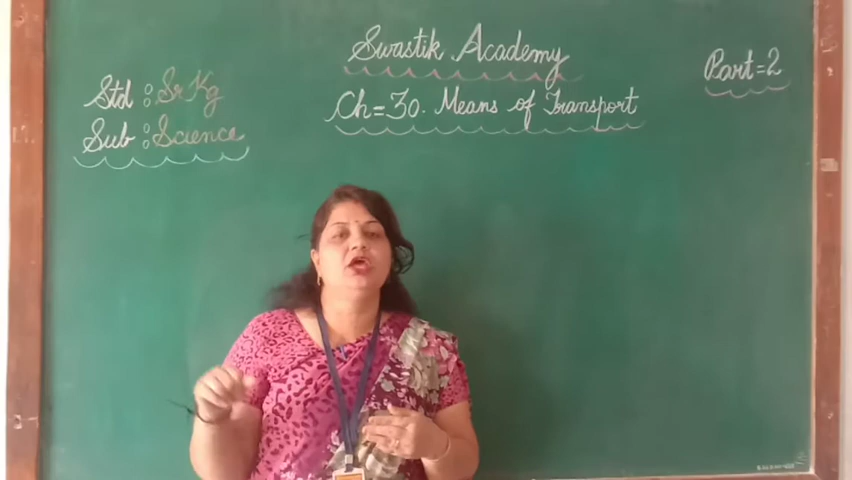 Swastik Academy
Std : Sr Kg
Ch=30. Means of Transport
Part=2
Sub : Science